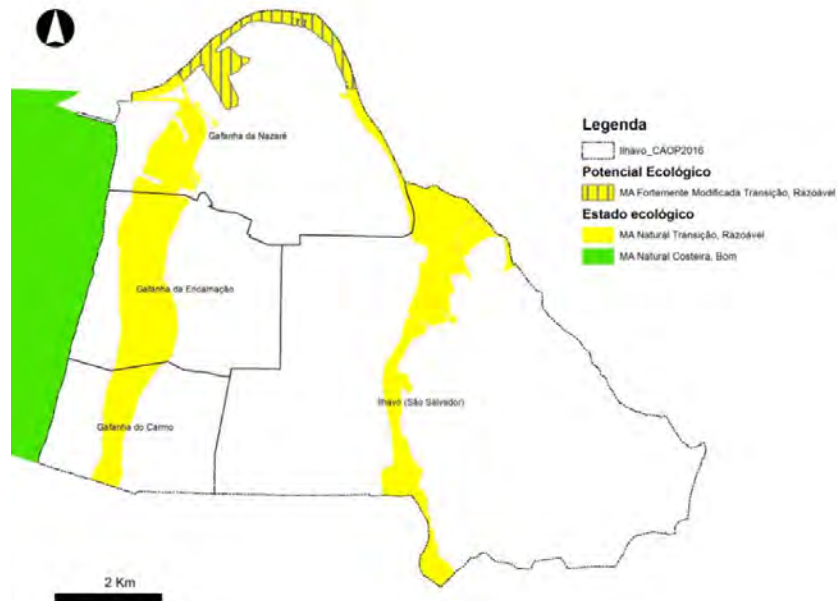 Gafanha da Nazaré
Gafanha da Encarnação
Gafanha do Carmo
Ílhavo (São Salvador)
2 Km
Legenda
Ilhavo_CAOP2016
Potencial Ecológico
MA Fortemente Modificada Transição, Razoável
Estado ecológico
MA Natural Transição, Razoável
MA Natural Costeira, Bom